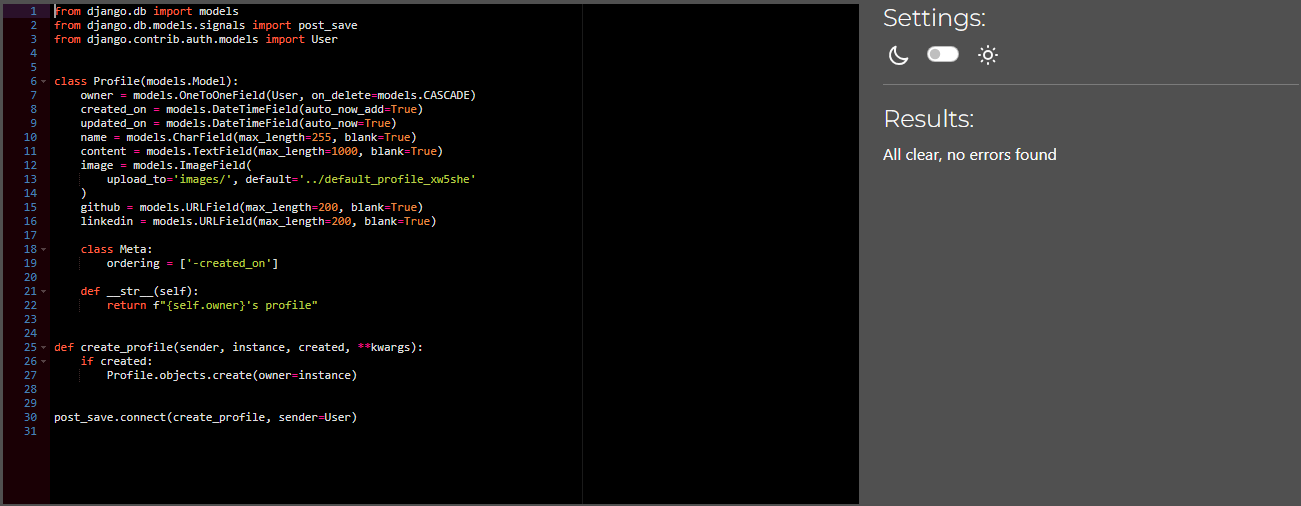 1 from django.db import models
2 from django.db.models.signals import post_save
3 from django.contrib.auth.models import User
4
5
6 class Profile(models.Model):
7     owner = models.OneToOneField(User, on_delete=models.CASCADE)
8     created_on = models.DateTimeField(auto_now_add=True)
9     updated_on = models.DateTimeField(auto_now=True)
10     name = models.CharField(max_length=255, blank=True)
11     content = models.TextField(max_length=1000, blank=True)
12     image = models.ImageField(
13         upload_to='images/', default='../default_profile_xw5she'
14     )
15     github = models.URLField(max_length=200, blank=True)
16     linkedin = models.URLField(max_length=200, blank=True)
17
18     class Meta:
19         ordering = ['-created_on']
20
21     def __str__(self):
22         return f"{self.owner}'s profile"
23
24
25 def create_profile(sender, instance, created, **kwargs):
26     if created:
27         Profile.objects.create(owner=instance)
28
29
30 post_save.connect(create_profile, sender=User)
31
Settings:
Results:
All clear, no errors found